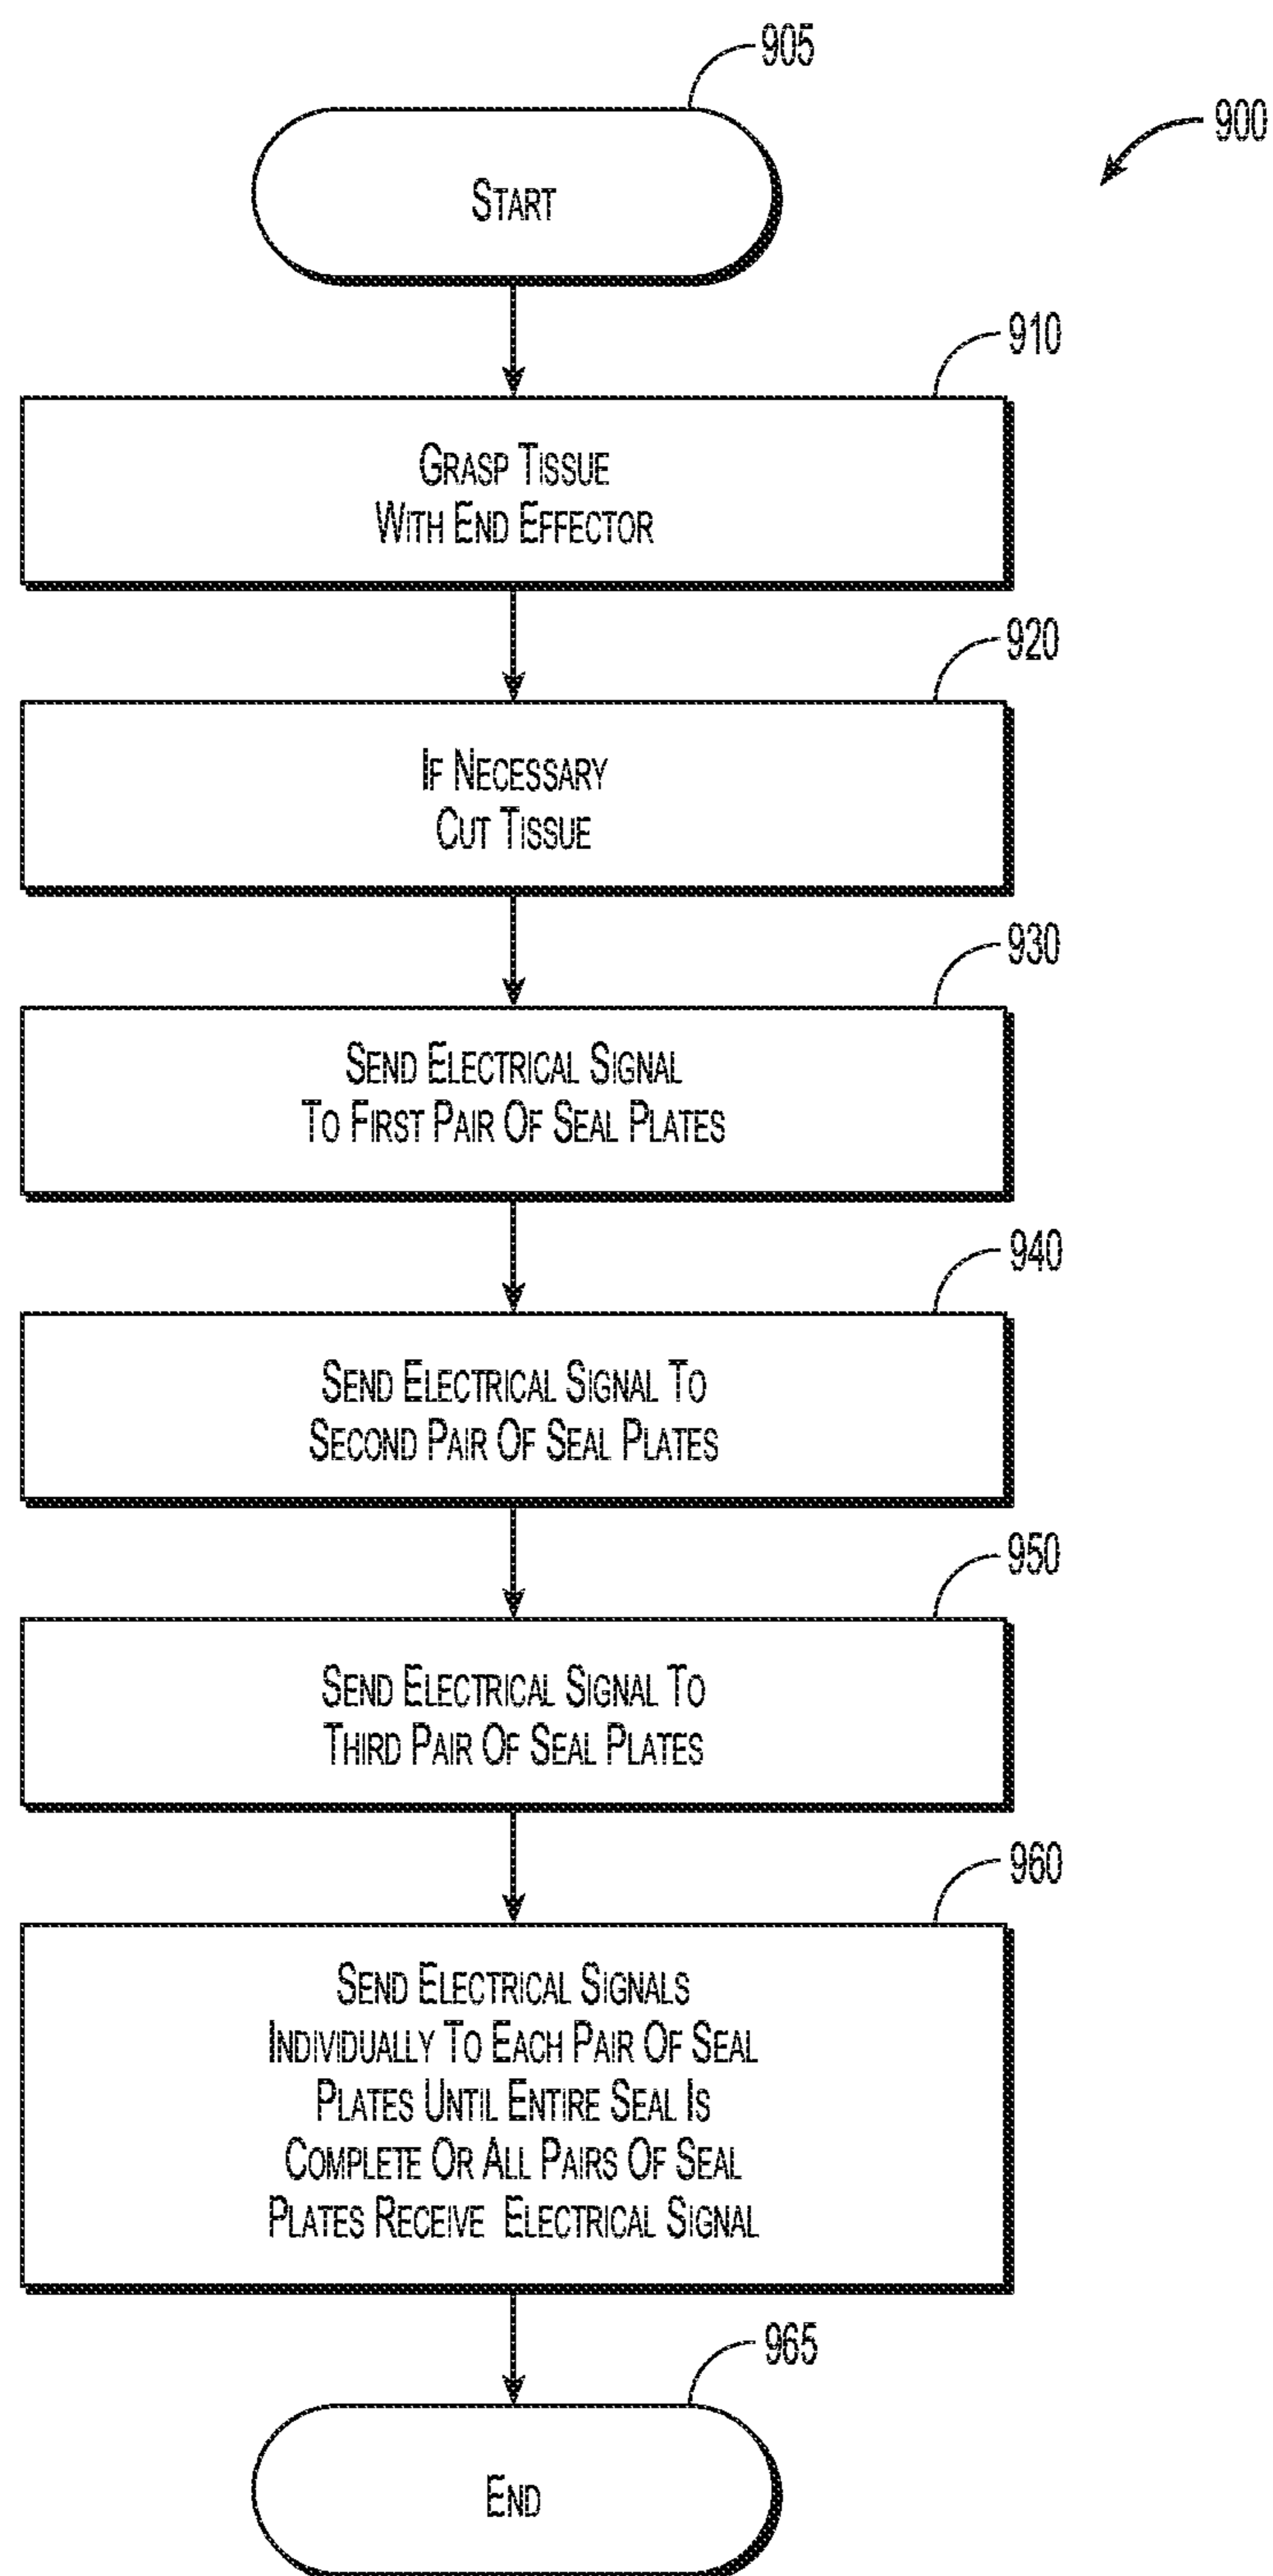 905
900
START
910
GRASP TISSUE
WITH END EFFECTOR
920
IF NECESSARY
CUT TISSUE
930
SEND ELECTRICAL SIGNAL
TO FIRST PAIR OF SEAL PLATES
940
SEND ELECTRICAL SIGNAL TO
SECOND PAIR OF SEAL PLATES
950
SEND ELECTRICAL SIGNAL TO
THIRD PAIR OF SEAL PLATES
960
SEND ELECTRICAL SIGNALS
INDIVIDUALLY TO EACH PAIR OF SEAL
PLATES UNTIL ENTIRE SEAL IS
COMPLETE OR ALL PAIRS OF SEAL
PLATES RECEIVE ELECTRICAL SIGNAL
965
END